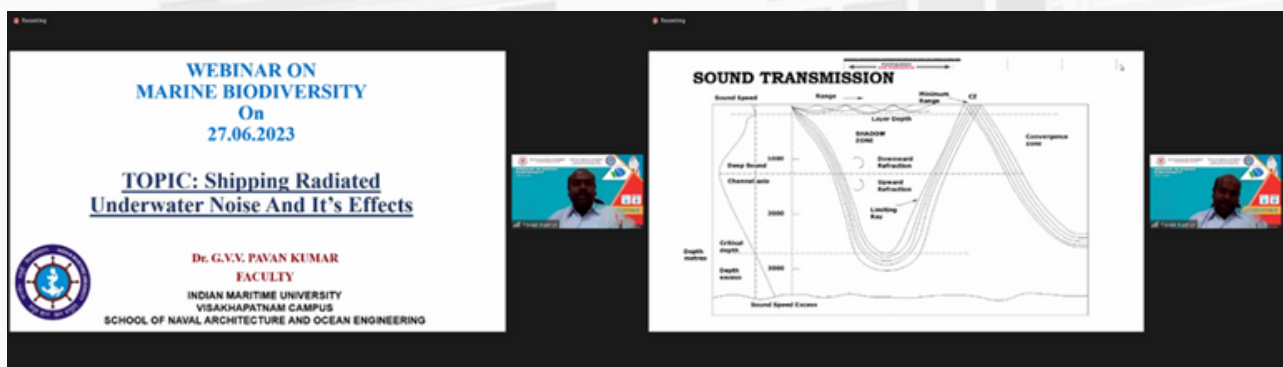 Recording
WEBINAR ON
MARINE BIODIVERSITY
On
27.06.2023
TOPIC: Shipping Radiated
Underwater Noise And It's Effects
Dr. G.V.V. PAVAN KUMAR
FACULTY
INDIAN MARITIME UNIVERSITY
VISAKHAPATNAM CAMPUS
SCHOOL OF NAVAL ARCHITECTURE AND OCEAN ENGINEERING
Recording
SOUND TRANSMISSION
Sound Speed
Range
Minimum
Range
CZ
Layer Depth
SHADOW
ZONE
Convergence
zone
1000
Deep Sound
Downward
Refraction
Channel axis
Upward
Refraction
Limiting
Ray
Critical
depth
Depth
metres
Depth
excess
3000
Sound Speed Excess